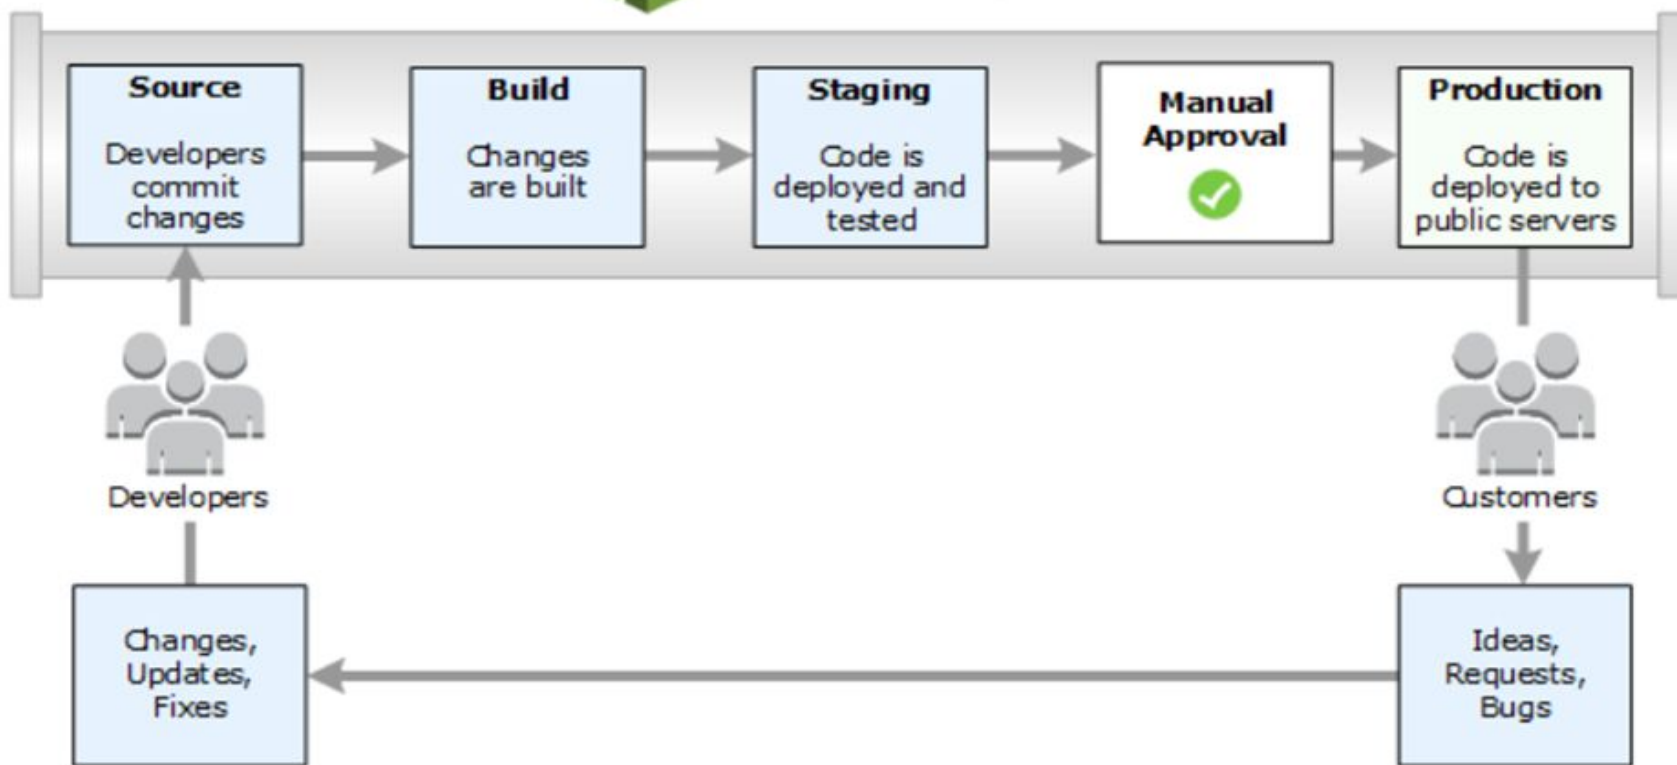 Source
Developers
commit
changes
Build
Changes
are built
Staging
Code is
deployed and
tested
Manual
Approval
Production
Code is
deployed to
public servers
Developers
Customers
Changes,
Updates,
Fixes
Ideas,
Requests,
Bugs